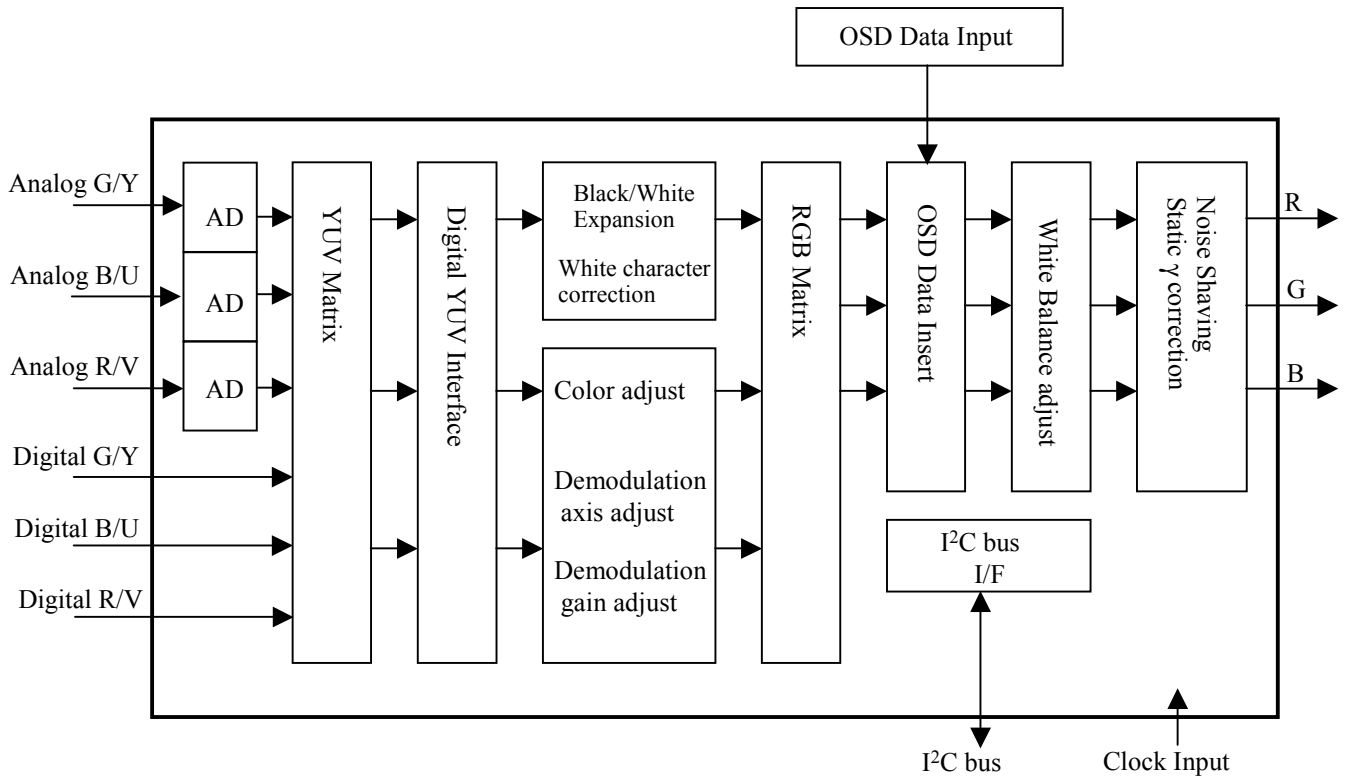 OSD Data Input
Analog G/Y
Analog B/U
Analog R/V
Digital G/Y
Digital B/U
Digital R/V
AD
AD
AD
YUV Matrix
Digital YUV Interface
Black/White
Expansion
White character
correction
Color adjust
Demodulation
axis adjust
Demodulation
gain adjust
RGB Matrix
OSD Data
Insert
White Balance adjust
Noise Shaving
Static γ correction
R
G
B
I²C bus
I/F
I²C bus
Clock Input